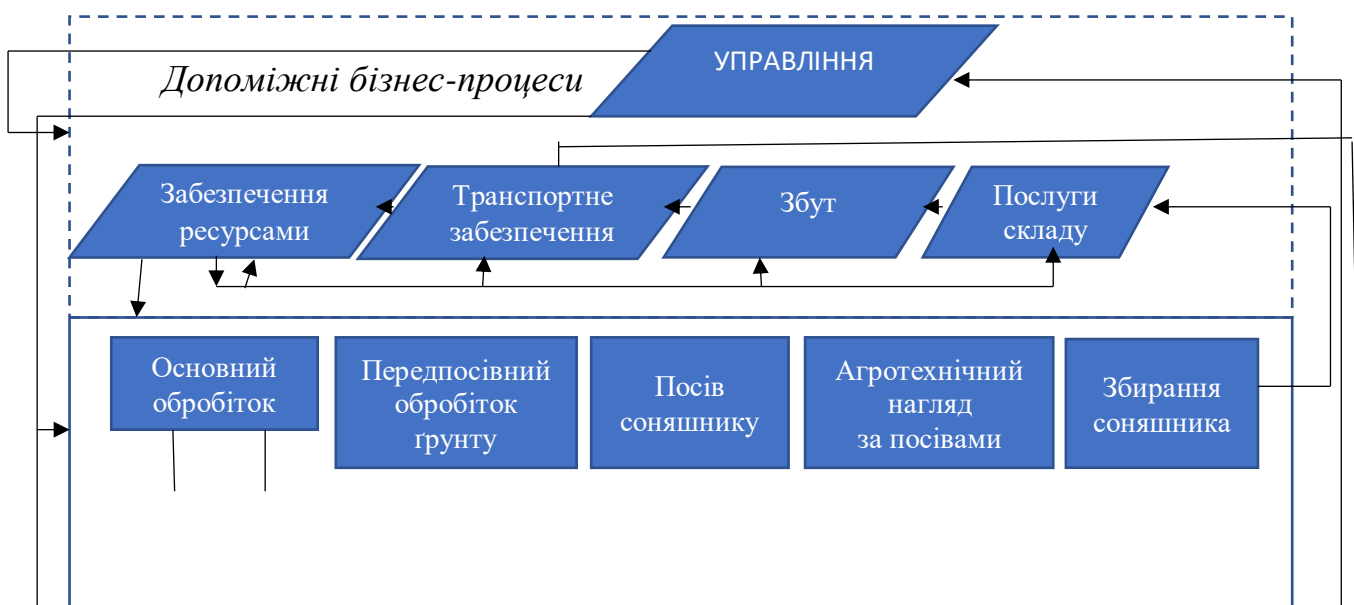 УПРАВЛІННЯ
Допоміжні бізнес-процеси
Забезпечення
ресурсами
Транспортне
забезпечення
Збут
Послуги
складу
Основний
обробіток
Передпосівний
обробіток
ґрунту
Посів
соняшнику
Агротехнічний
нагляд
за посівами
Збирання
соняшника